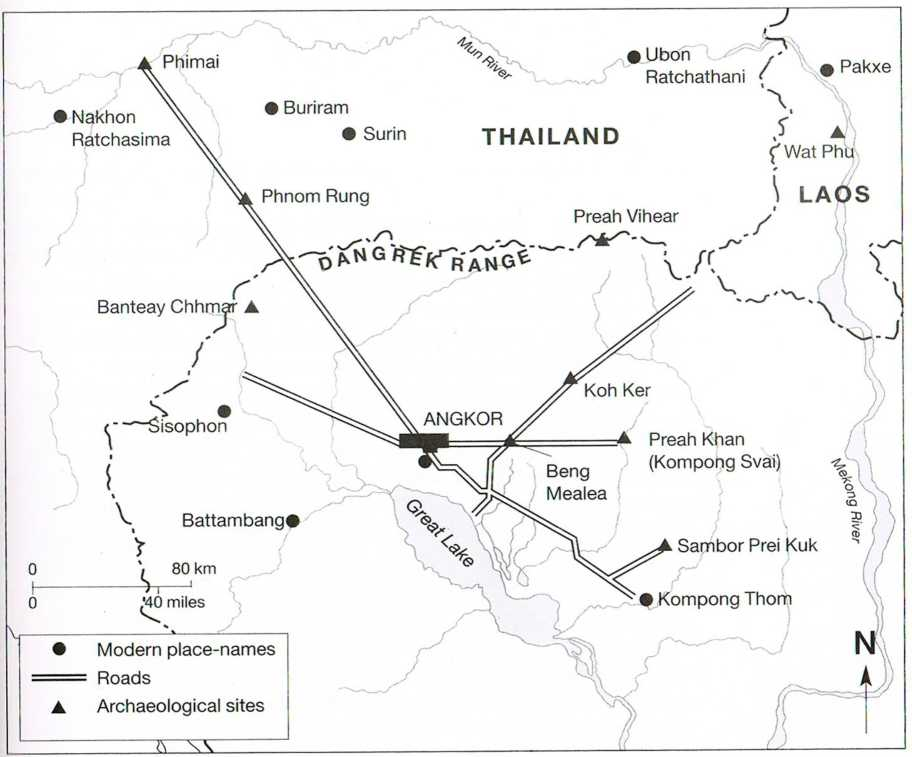 Phimai
Mun River
Ubon
Ratchathani
Pakxe
Nakhon
Ratchasima
Buriram
Surin
THAILAND
Wat Phu
LAOS
Phnom Rung
Preah Vihear
DANGREK RANGE
Banteay Chhmar
Koh Ker
Sisophon
ANGKOR
Preah Khan
(Kompong Svai)
Beng
Mealea
Mekong River
Battambang
Great Lake
Sambor Prei Kuk
0 80 km
0 40 miles
Kompong Thom
N
Modern place-names
Roads
Archaeological sites